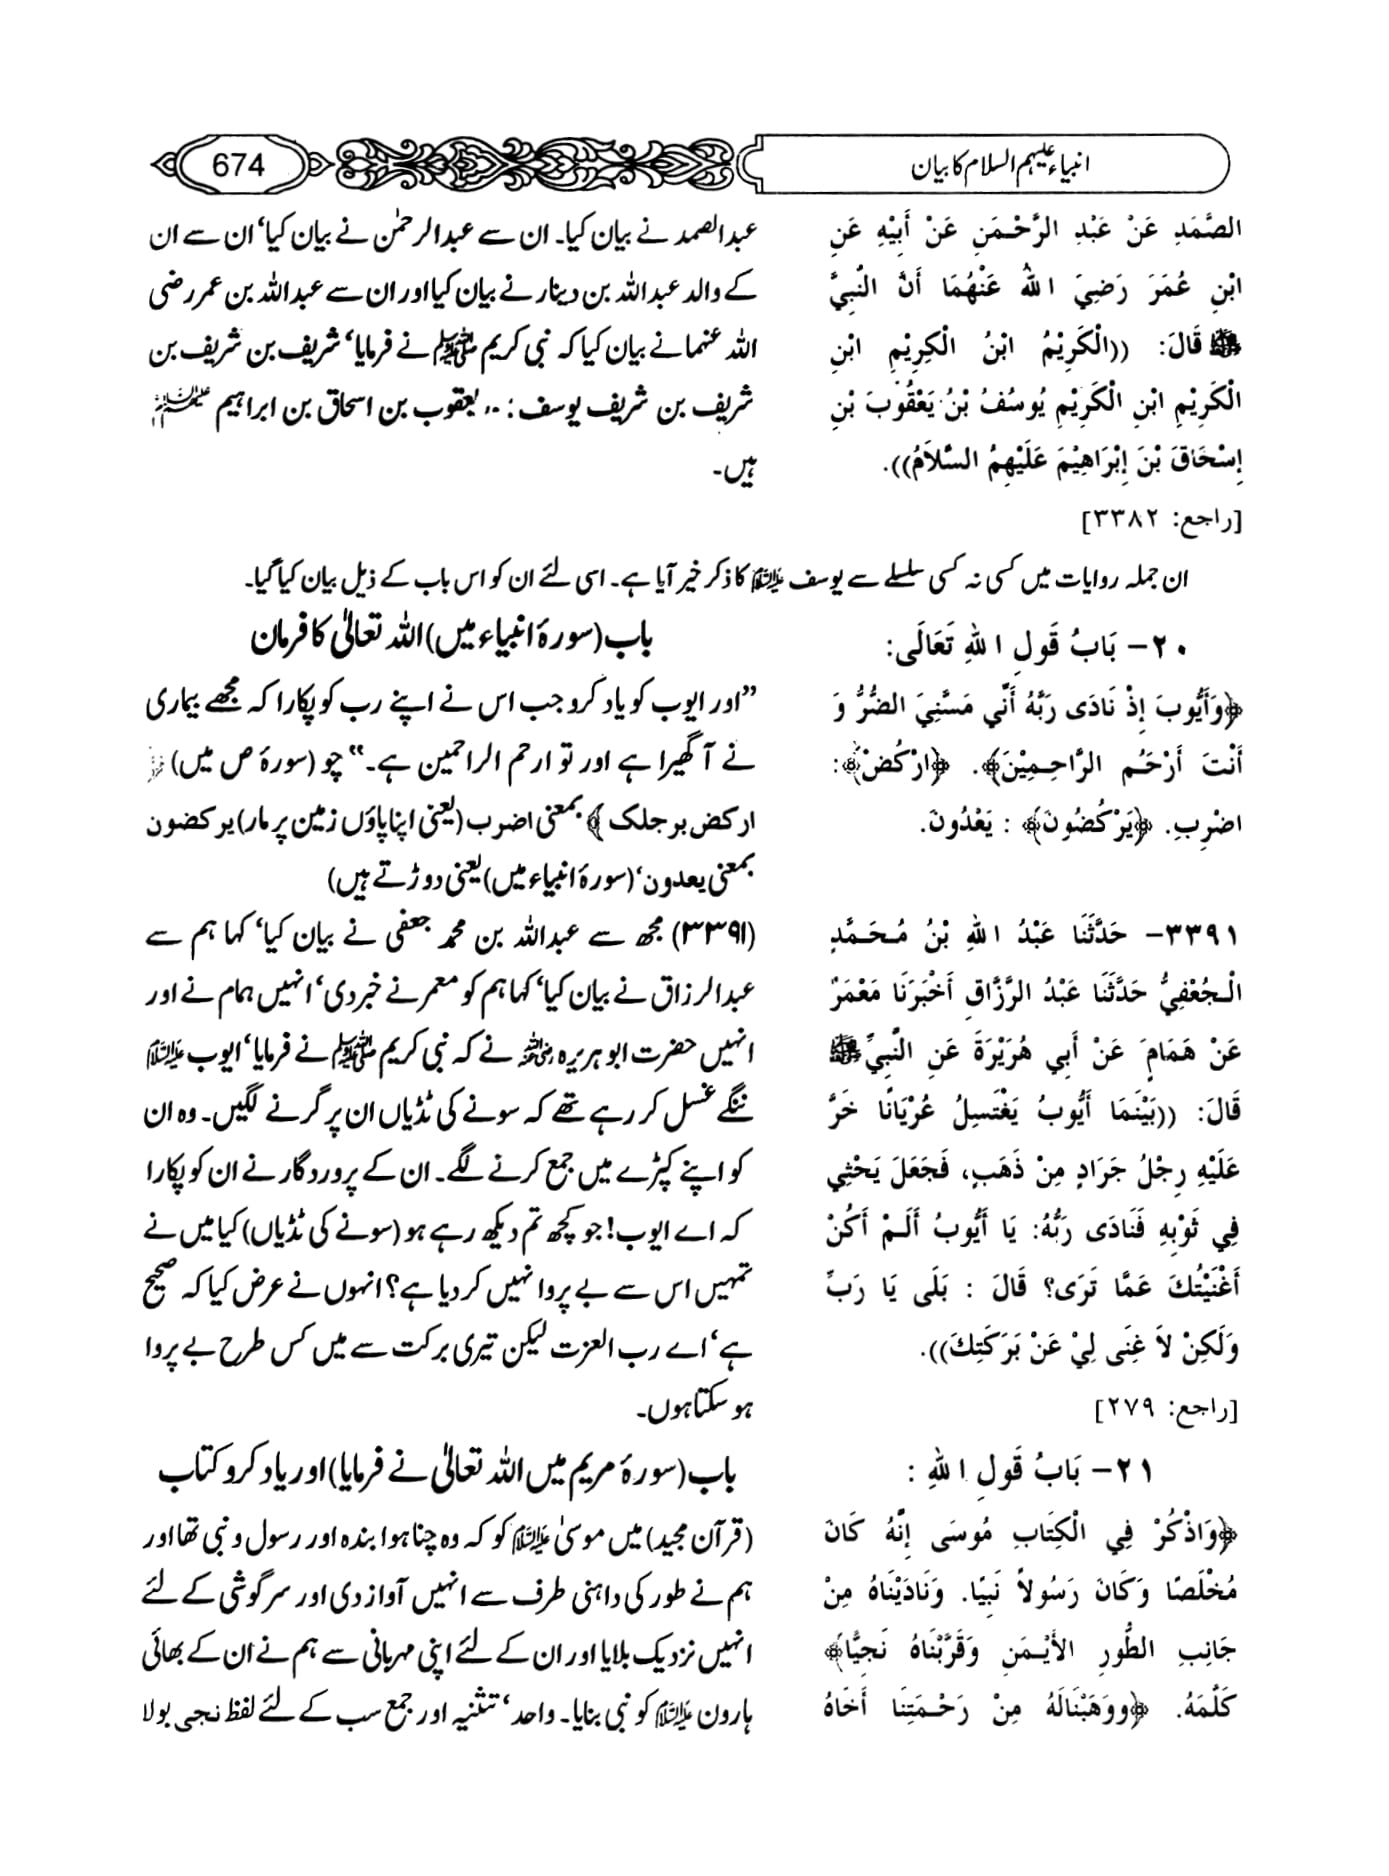 انبیاء علیہم السلام کا بیان
674
الصَّمَدِ عَنْ عَبْدِ الرَّحْمَنِ عَنْ أَبِيْهِ عَنِ
ابْنِ عُمَرَ رَضِيَ اللهُ عَنْهُمَا أَنَّ النَّبِيَّ
ﷺ قَالَ: ((الْكَرِيْمُ ابْنُ الْكَرِيْمِ ابْنِ
الْكَرِيْمِ ابْنِ الْكَرِيْمِ يُوسُفُ بْنُ يَعْقُوبَ بْنِ
إِسْحَاقَ بْنَ إِبْرَاهِيْمَ عَلَيْهِمُ السَّلاَمُ)).
[راجع: ٣٣٨٢]
عبدالصمد نے بیان کیا۔ ان سے عبدالرحمٰن نے بیان کیا‘ ان سے ان
کے والد عبداللہ بن دینار نے بیان کیا اور ان سے عبداللہ بن عمر رضی
اللہ عنہما نے بیان کیا کہ نبی کریم ﷺ نے فرمایا‘ شریف بن شریف بن
شریف بن شریف یوسف بن یعقوب بن اسحاق بن ابراہیم علیہم السلام
ہیں۔
ان جملہ روایات میں کسی نہ کسی سلسلے سے یوسف علیہ السلام کا ذکر خیر آیا ہے۔ اسی لئے ان کو اس باب کے ذیل بیان کیا گیا۔
٢٠- بَابُ قَولِ اللهِ تَعَالَى:
﴿وَأَيُّوبَ إِذْ نَادَى رَبَّهُ أَنِّي مَسَّنِيَ الضُّرُّ وَ
أَنْتَ أَرْحَمُ الرَّاحِمِيْنَ﴾. ﴿ارْكُضْ﴾:
اضْرِبِ. ﴿يَرْكُضُونَ﴾ : يَعْدُونَ.
باب (سورۂ انبیاء میں) اللہ تعالیٰ کا فرمان
”اور ایوب کو یاد کرو جب اس نے اپنے رب کو پکارا کہ مجھے بیماری
نے آ گھیرا ہے اور تو ارحم الراحمین ہے۔“ جو (سورۂ ص میں)
ارکض برجلک ﴾ بمعنی اضرب (یعنی اپنا پاؤں زمین پر مار) یرکضون
بمعنی یعدون‘ (سورۂ انبیاء میں) یعنی دوڑتے ہیں)
٣٣٩١- حَدَّثَنَا عَبْدُ اللهِ بْنُ مُحَمَّدٍ
الْجُعْفِيُّ حَدَّثَنَا عَبْدُ الرَّزَّاقِ أَخْبَرَنَا مَعْمَرٌ
عَنْ هَمَامٍ عَنْ أَبِي هُرَيْرَةَ عَنِ النَّبِيِّ ﷺ
قَالَ: ((بَيْنَمَا أَيُّوبُ يَغْتَسِلُ عُرْيَانًا خَرَّ
عَلَيْهِ رِجْلُ جَرَادٍ مِنْ ذَهَبٍ، فَجَعَلَ يَحْثِي
فِي ثَوْبِهِ فَنَادَى رَبُّهُ: يَا أَيُّوبُ أَلَمْ أَكُنْ
أَغْنَيْتُكَ عَمَّا تَرَى؟ قَالَ : بَلَى يَا رَبِّ
وَلَكِنْ لاَ غِنَى لِيْ عَنْ بَرَكَتِكَ)).
[راجع: ٢٧٩]
(۳۳۹۱) مجھ سے عبداللہ بن محمد جعفی نے بیان کیا‘ کہا ہم سے
عبدالرزاق نے بیان کیا‘ کہا ہم کو معمر نے خبر دی‘ انہیں ہمام نے اور
انہیں حضرت ابو ہریرہ رضی اللہ عنہ نے کہ نبی کریم ﷺ نے فرمایا‘ ایوب علیہ السلام
ننگے غسل کر رہے تھے کہ سونے کی ٹڈیاں ان پر گرنے لگیں۔ وہ ان
کو اپنے کپڑے میں جمع کرنے لگے۔ ان کے پروردگار نے ان کو پکارا
کہ اے ایوب! جو کچھ تم دیکھ رہے ہو (سونے کی ٹڈیاں) کیا میں نے
تمہیں اس سے بے پروا نہیں کر دیا ہے؟ انہوں نے عرض کیا کہ صحیح
ہے‘ اے رب العزت لیکن تیری برکت سے میں کس طرح بے پروا
ہو سکتا ہوں۔
٢١- بَابُ قَولِ اللهِ :
﴿وَاذْكُرْ فِي الْكِتَابِ مُوسَى إِنَّهُ كَانَ
مُخْلَصًا وَكَانَ رَسُولاً نَبِيًا. وَنَادَيْنَاهُ مِنْ
جَانِبِ الطُّورِ الأَيْمَنِ وَقَرَّبْنَاهُ نَجِيًّا﴾
كَلَّمَهُ. ﴿وَوَهَبْنَالَهُ مِنْ رَحْمَتِنَا أَخَاهُ
باب (سورۂ مریم میں اللہ تعالیٰ نے فرمایا) اور یاد کرو کتاب
(قرآن مجید) میں موسیٰ علیہ السلام کو کہ وہ چنا ہوا بندہ اور رسول و نبی تھا اور
ہم نے طور کی داہنی طرف سے انہیں آواز دی اور سرگوشی کے لئے
انہیں نزدیک بلایا اور ان کے لئے اپنی مہربانی سے ہم نے ان کے بھائی
ہارون علیہ السلام کو نبی بنایا۔ واحد‘ تثنیہ اور جمع سب کے لئے لفظ نجی بولا